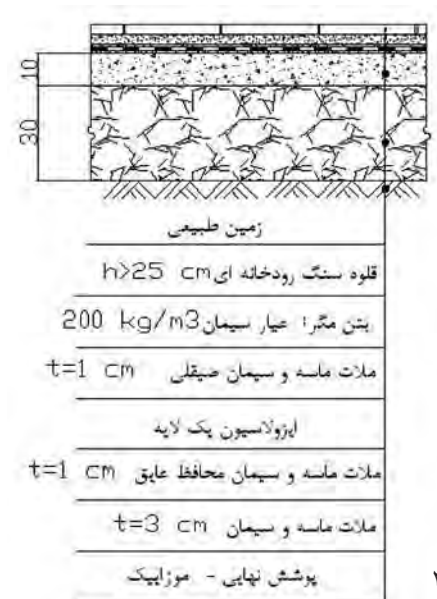 10
30
زمین طبیعی
قلوه سنگ رودخانه ای h>25 cm
بتن مگر: عیار سیمان 200 kg/m3
ملات ماسه و سیمان صیقلی t=1 cm
ایزولاسیون یک لایه
ملات ماسه و سیمان محافظ عایق t=1 cm
ملات ماسه و سیمان t=3 cm
پوشش نهایی - موزاییک